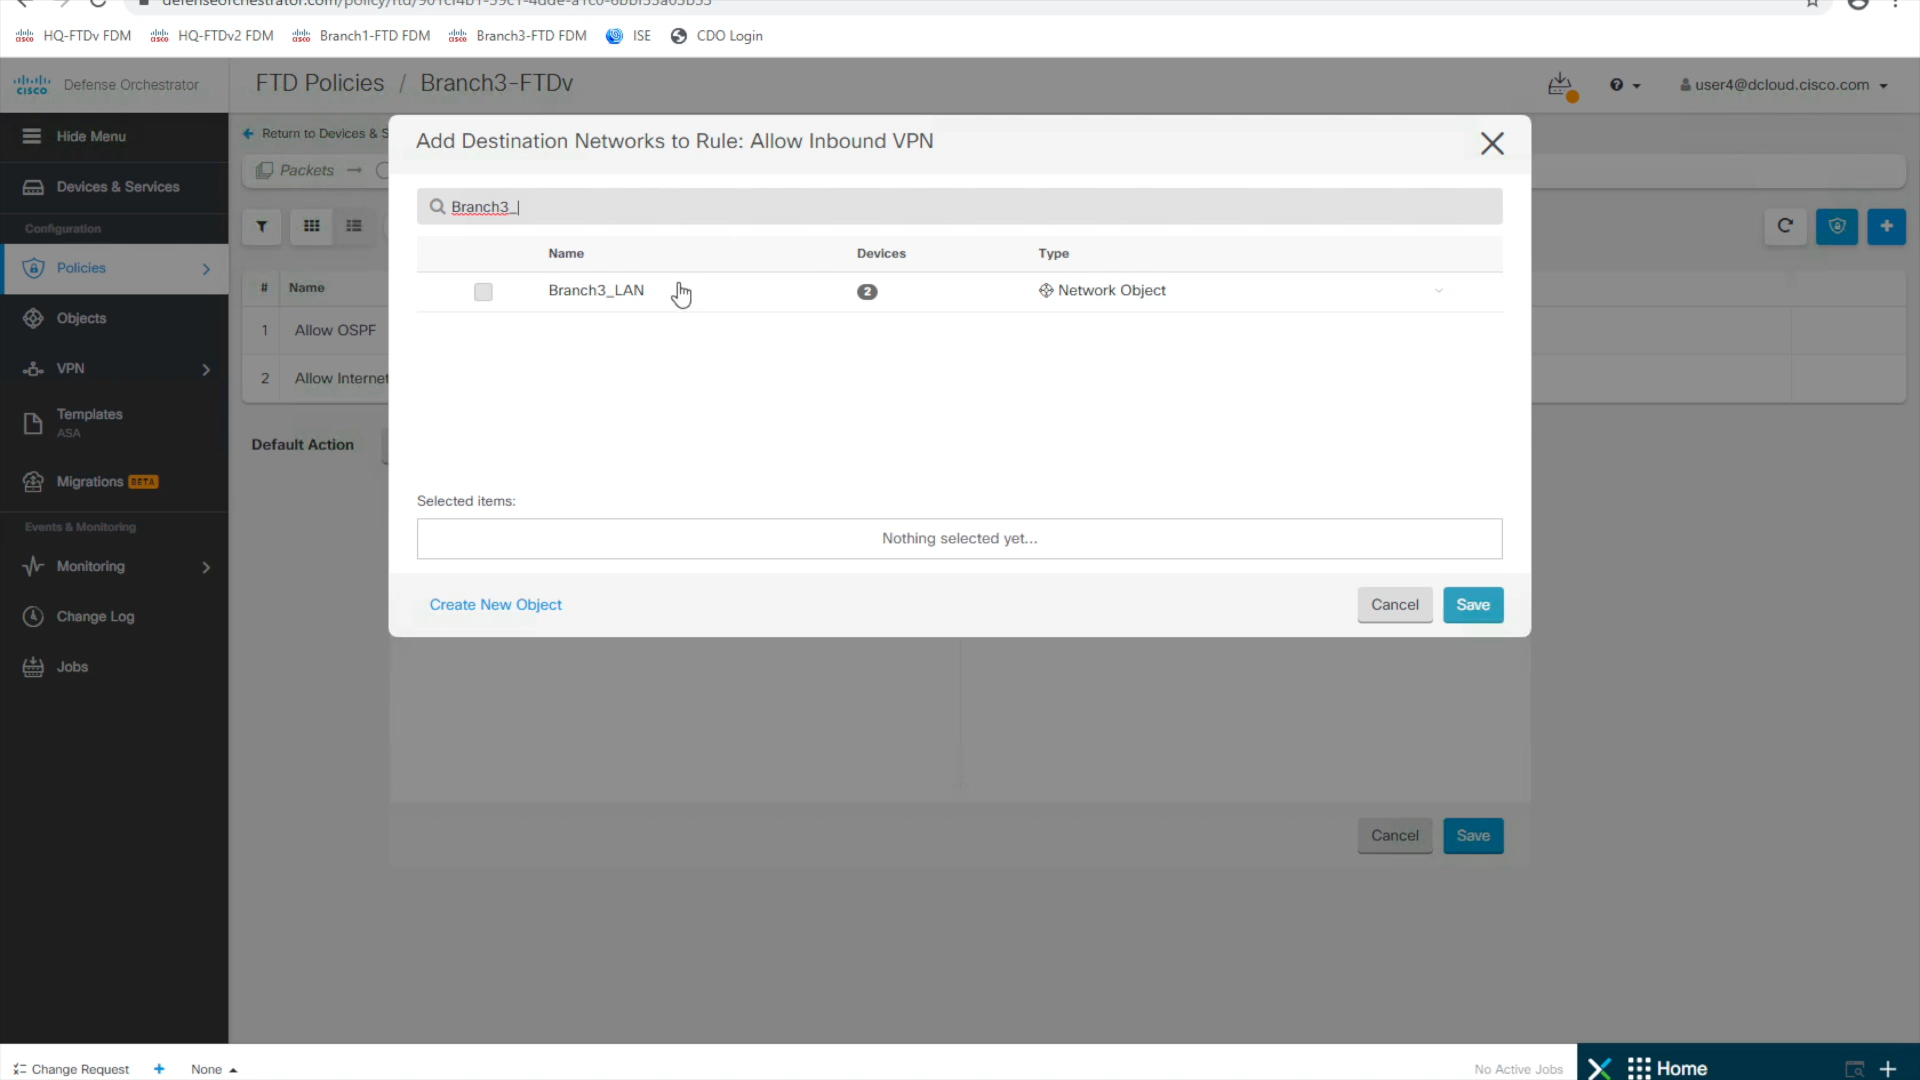 HQ-FTDv FDM HQ-FTDv2 FDM Branch1-FTD FDM Branch3-FTD FDM ISE CDO Login
cisco Defense Orchestrator FTD Policies / Branch3-FTDv user4@dcloud.cisco.com
Hide Menu
Devices & Services
Configuration
Policies
Objects
VPN
Templates
ASA
Migrations BETA
Events & Monitoring
Monitoring
Change Log
Jobs
Return to Devices & S
Packets
# Name
1 Allow OSPF
2 Allow Internet
Default Action
Add Destination Networks to Rule: Allow Inbound VPN
Branch3_
Name Devices Type
Branch3_LAN 2 Network Object
Selected items:
Nothing selected yet...
Create New Object Cancel Save
Cancel Save
Change Request + None No Active Jobs Home